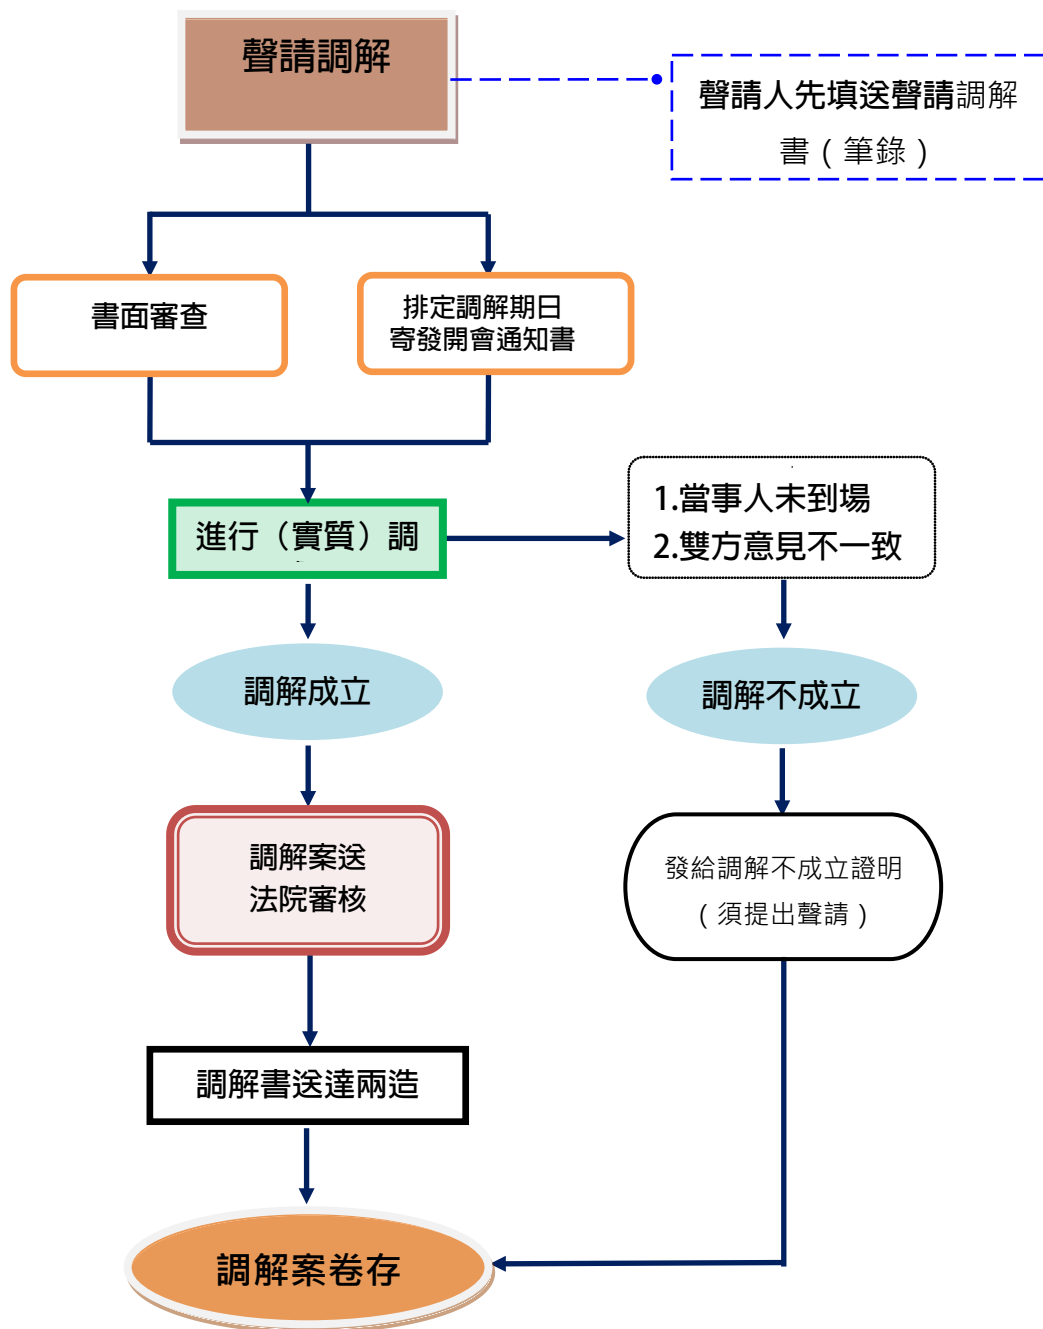 聲請調解
聲請人先填送聲請調解
書（筆錄）
書面審查
排定調解期日
寄發開會通知書
進行（實質）調
1.當事人未到場
2.雙方意見不一致
調解成立
調解不成立
調解案送
法院審核
發給調解不成立證明
（須提出聲請）
調解書送達兩造
調解案卷存